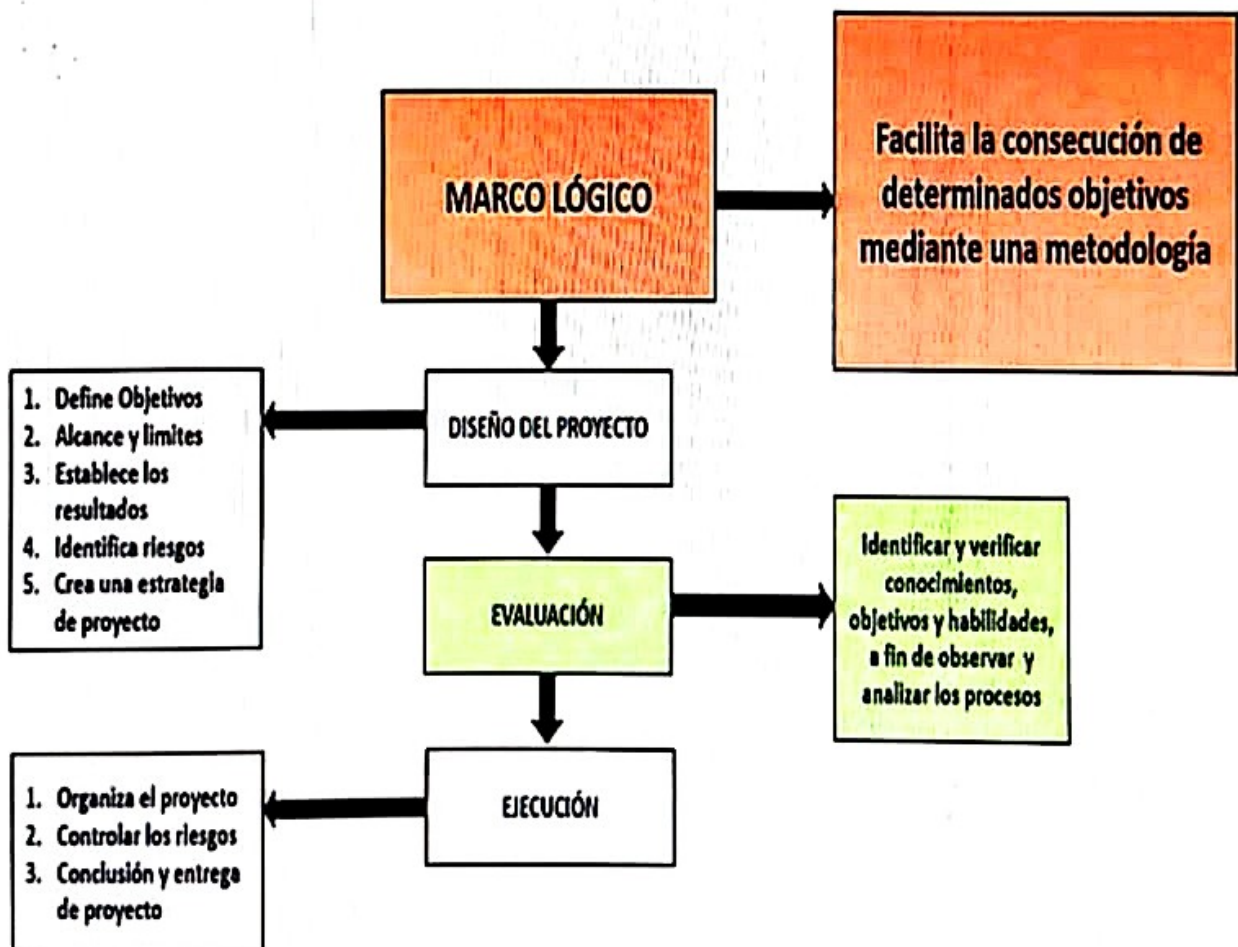 MARCO LÓGICO
Facilita la consecución de
determinados objetivos
mediante una metodología
DISEÑO DEL PROYECTO
1. Define Objetivos
2. Alcance y limites
3. Establece los
resultados
4. Identifica riesgos
5. Crea una estrategia
de proyecto
EVALUACIÓN
Identificar y verificar
conocimientos,
objetivos y habilidades,
a fin de observar y
analizar los procesos
EJECUCIÓN
1. Organiza el proyecto
2. Controlar los riesgos
3. Conclusión y entrega
de proyecto